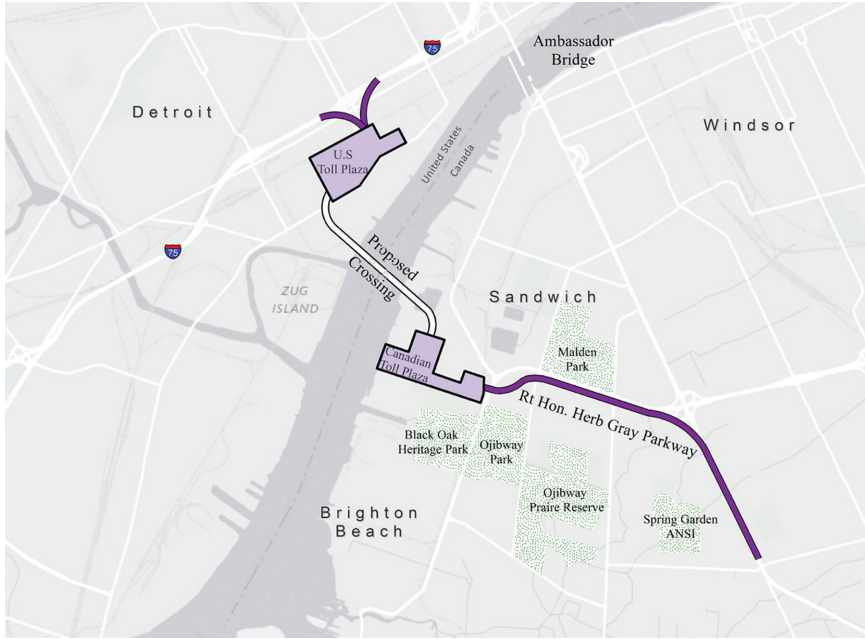 75
Ambassador
Bridge
Detroit
Windsor
U.S
Toll Plaza
United States
Canada
75
Proposed
Crossing
ZUG
ISLAND
Sandwich
Canadian
Toll Plaza
Malden
Park
Rt Hon. Herb Gray Parkway
Black Oak
Heritage Park
Ojibway
Park
Ojibway
Praire Reserve
Brighton
Beach
Spring Garden
ANSI